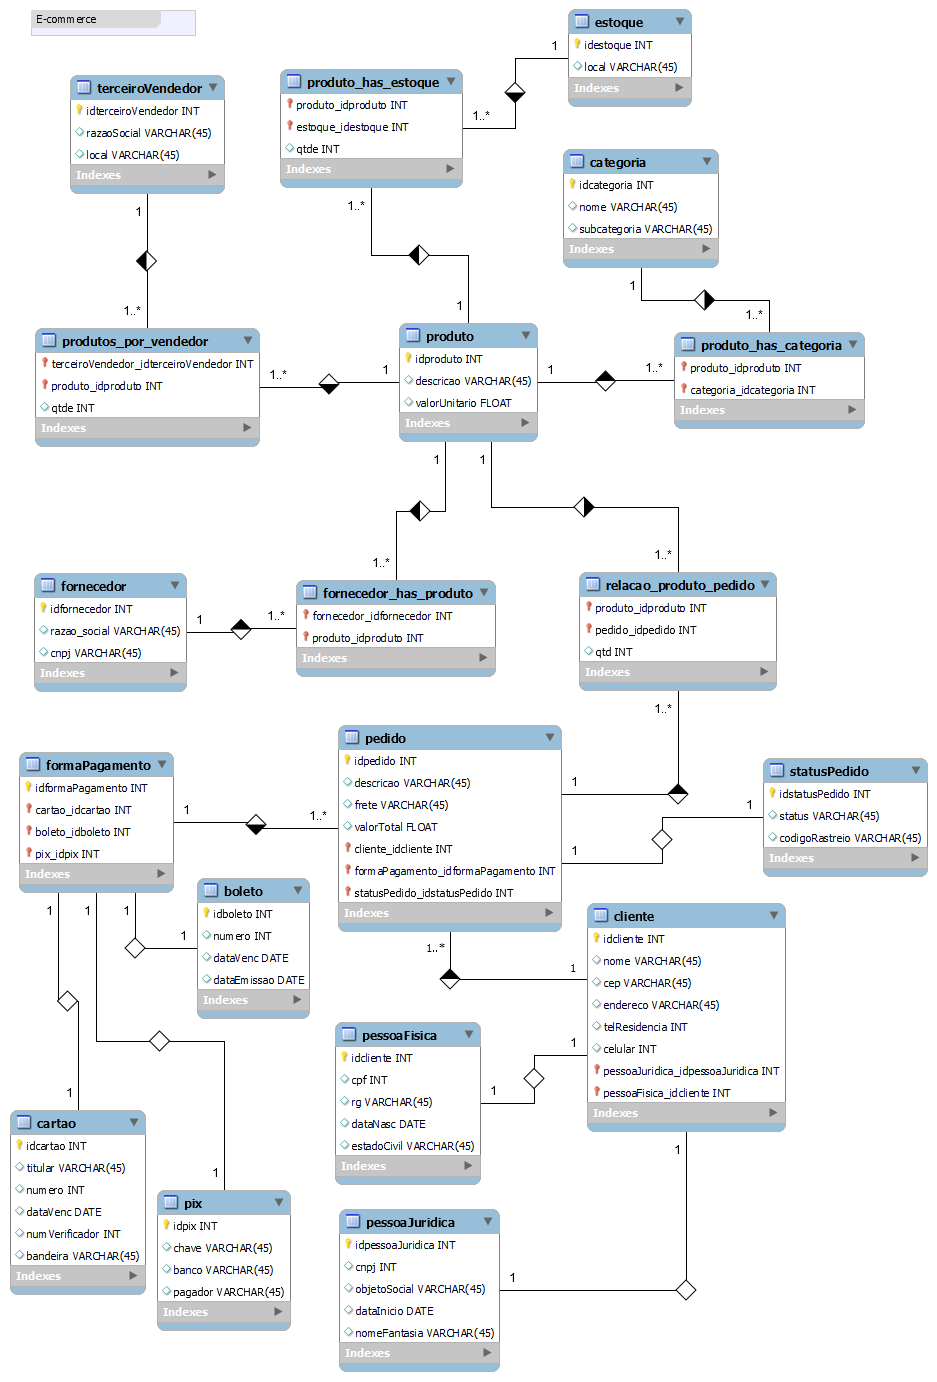 E-commerce
estoque
idestoque INT
local VARCHAR(45)
Indexes
1
1..*
terceiroVendedor
idterceiroVendedor INT
razaoSocial VARCHAR(45)
local VARCHAR(45)
Indexes
1
1..*
produto_has_estoque
produto_idproduto INT
estoque_idestoque INT
qtde INT
Indexes
1..*
1
categoria
idcategoria INT
nome VARCHAR(45)
subcategoria VARCHAR(45)
Indexes
1
1..*
produtos_por_vendedor
terceiroVendedor_idterceiroVendedor INT
produto_idproduto INT
qtde INT
Indexes
1..*
1
produto
idproduto INT
descricao VARCHAR(45)
valorUnitario FLOAT
Indexes
1
1..*
produto_has_categoria
produto_idproduto INT
categoria_idcategoria INT
Indexes
1
1
1..*
1..*
fornecedor
idfornecedor INT
razao_social VARCHAR(45)
cnpj VARCHAR(45)
Indexes
1
1..*
fornecedor_has_produto
fornecedor_idfornecedor INT
produto_idproduto INT
Indexes
relacao_produto_pedido
produto_idproduto INT
pedido_idpedido INT
qtd INT
Indexes
1..*
1
formaPagamento
idformaPagamento INT
cartao_idcartao INT
boleto_idboleto INT
pix_idpix INT
Indexes
1
1..*
pedido
idpedido INT
descricao VARCHAR(45)
frete VARCHAR(45)
valorTotal FLOAT
cliente_idcliente INT
formaPagamento_idformaPagamento INT
statusPedido_idstatusPedido INT
Indexes
1
1
statusPedido
idstatusPedido INT
status VARCHAR(45)
codigoRastreio VARCHAR(45)
Indexes
1
1
1
1
boleto
idboleto INT
numero INT
dataVenc DATE
dataEmissao DATE
Indexes
1..*
1
cliente
idcliente INT
nome VARCHAR(45)
cep VARCHAR(45)
endereco VARCHAR(45)
telResidencia INT
celular INT
pessoaJuridica_idpessoaJuridica INT
pessoaFisica_idcliente INT
Indexes
1
1
pessoaFisica
idcliente INT
cpf INT
rg VARCHAR(45)
dataNasc DATE
estadoCivil VARCHAR(45)
Indexes
1
cartao
idcartao INT
titular VARCHAR(45)
numero INT
dataVenc DATE
numVerificador INT
bandeira VARCHAR(45)
Indexes
1
pix
idpix INT
chave VARCHAR(45)
banco VARCHAR(45)
pagador VARCHAR(45)
Indexes
1
pessoaJuridica
idpessoaJuridica INT
cnpj INT
objetoSocial VARCHAR(45)
dataInicio DATE
nomeFantasia VARCHAR(45)
Indexes
1